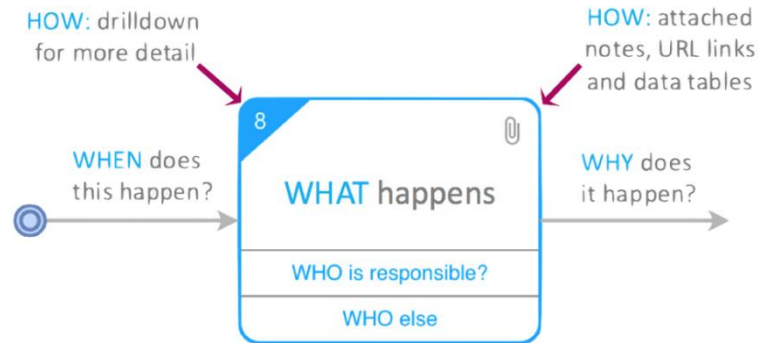 HOW: drilldown
for more detail
HOW: attached
notes, URL links
and data tables
8
WHEN does
this happen?
WHAT happens
WHY does
it happen?
WHO is responsible?
WHO else